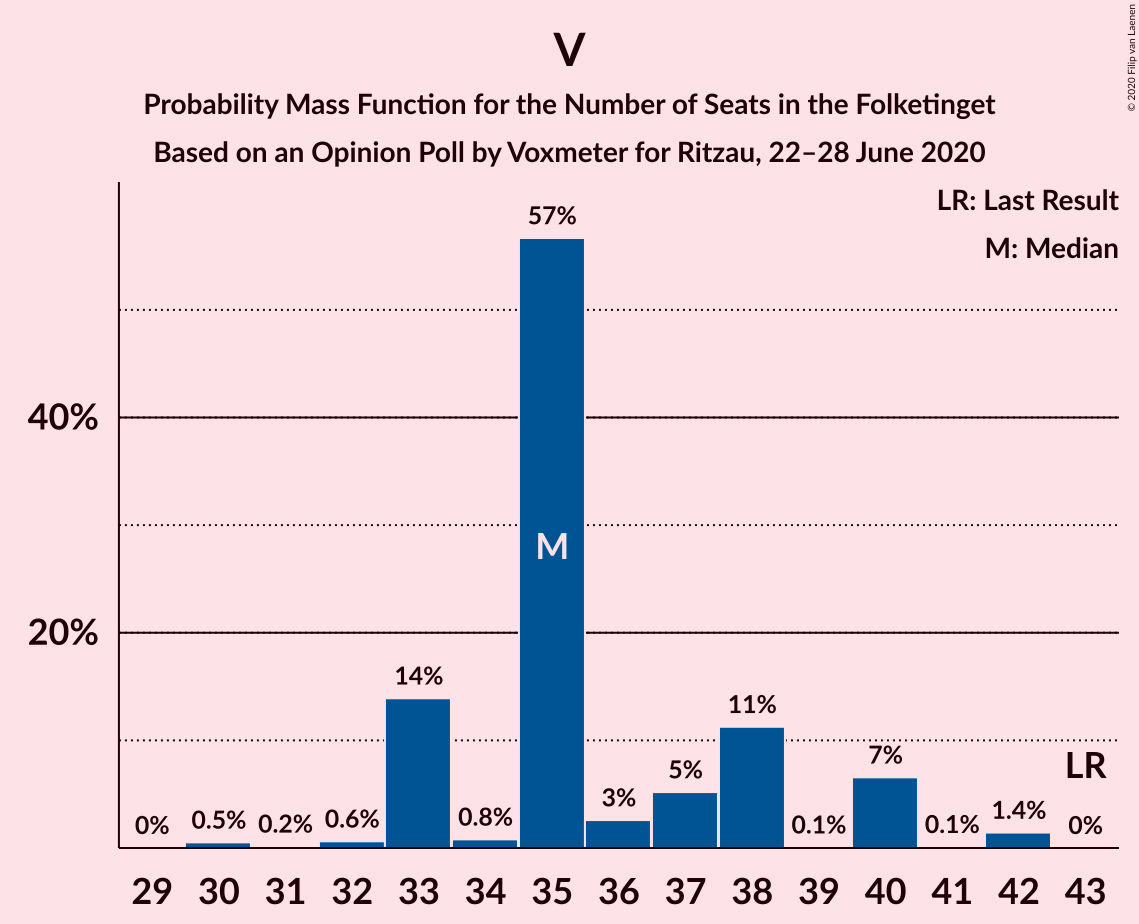 V
Probability Mass Function for the Number of Seats in the Folketinget
Based on an Opinion Poll by Voxmeter for Ritzau, 22–28 June 2020
© 2020 Filip van Laenen
LR: Last Result
M: Median
57%
40%
M
20%
14%
11%
LR
7%
5%
3%
0% 0.5% 0.2% 0.6% 0.8% 0.1% 0.1% 1.4% 0%
29 30 31 32 33 34 35 36 37 38 39 40 41 42 43